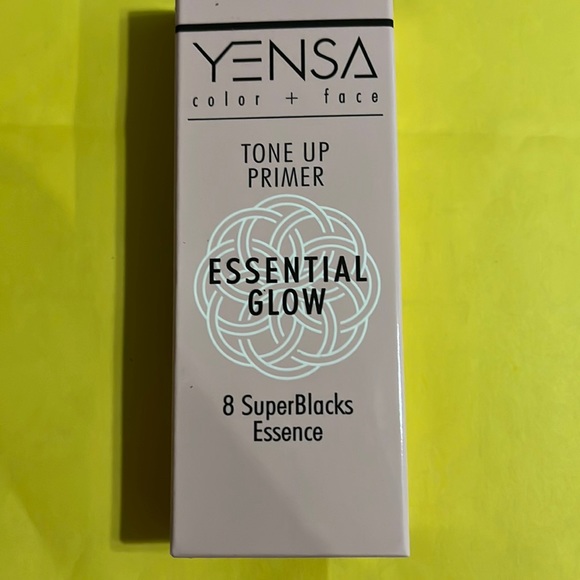 YENSA
color + face
TONE UP
PRIMER
ESSENTIAL
GLOW
8 SuperBlacks
Essence